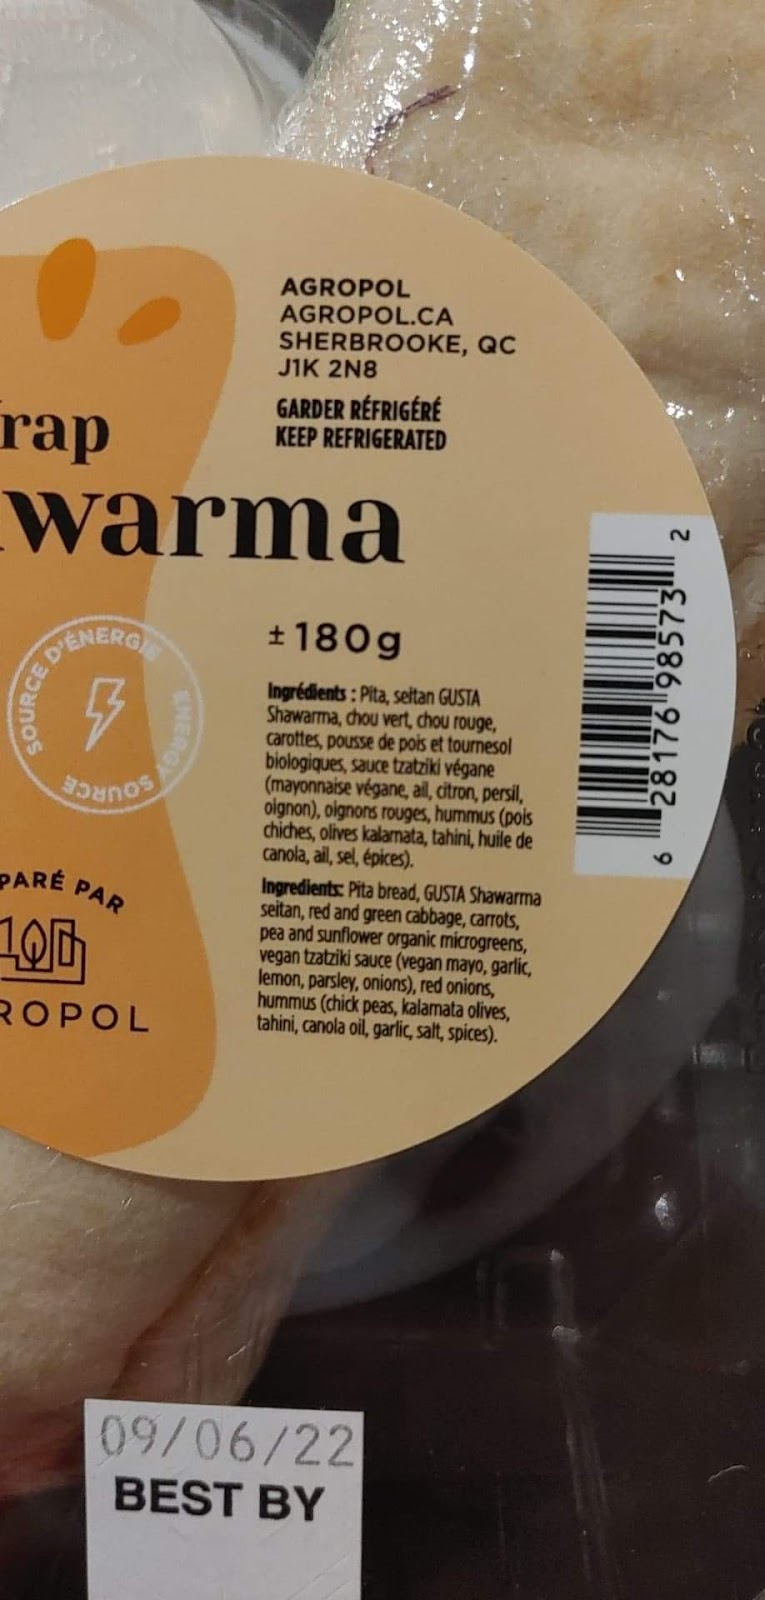 AGROPOL
AGROPOL.CA
SHERBROOKE, QC
J1K 2N8
GARDER RÉFRIGÉRÉ
KEEP REFRIGERATED
rap
warma
± 180g
SOURCE D'ÉNERGIE
ENERGY SOURCE
Ingrédients : Pita, seitan GUSTA
Shawarma, chou vert, chou rouge,
carottes, pousse de pois et tournesol
biologiques, sauce tzatziki végane
(mayonnaise végane, ail, citron, persil,
oignon), oignons rouges, hummus (pois
chiches, olives kalamata, tahini, huile de
canola, ail, sel, épices).
Ingredients: Pita bread, GUSTA Shawarma
seitan, red and green cabbage, carrots,
pea and sunflower organic microgreens,
vegan tzatziki sauce (vegan mayo, garlic,
lemon, parsley, onions), red onions,
hummus (chick peas, kalamata olives,
tahini, canola oil, garlic, salt, spices).
PARÉ PAR
ROPOL
6 28176 98573 2
09/06/22
BEST BY